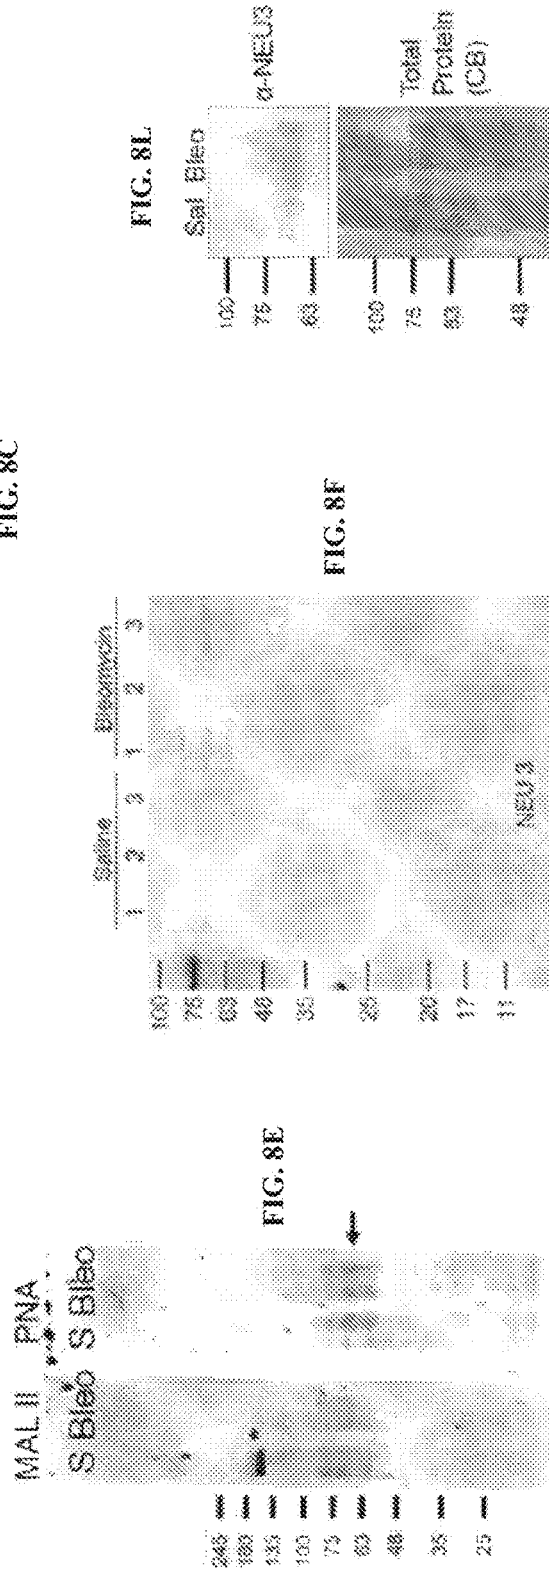 FIG. 8C
MAL II PNA
S Bleo S Bleo
245
180
135
100
75
63
48
35
25
FIG. 8E
Saline Bleomycin
1 2 3 1 2 3
100
75
63
48
35
25
20
17
11
NEU 3
FIG. 8F
FIG. 8L
Sal Bleo
100
75
63
α-NEU3
100
75
63
48
Total
Protein
(CB)